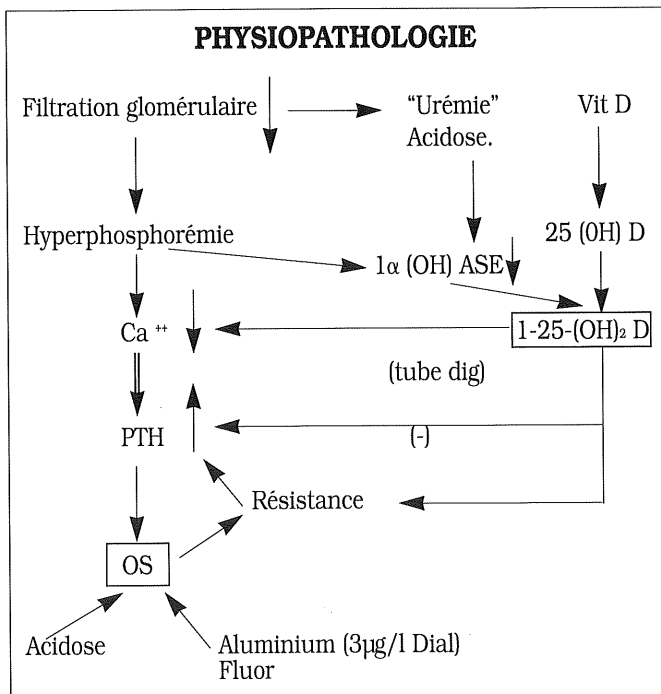 PHYSIOPATHOLOGIE
Filtration glomérulaire
“Urémie”
Acidose.
Vit D
Hyperphosphorémie
25 (OH) D
1α (OH) ASE
Ca ++
1-25-(OH)₂ D
(tube dig)
PTH
(-)
Résistance
OS
Acidose
Aluminium (3µg/l Dial)
Fluor